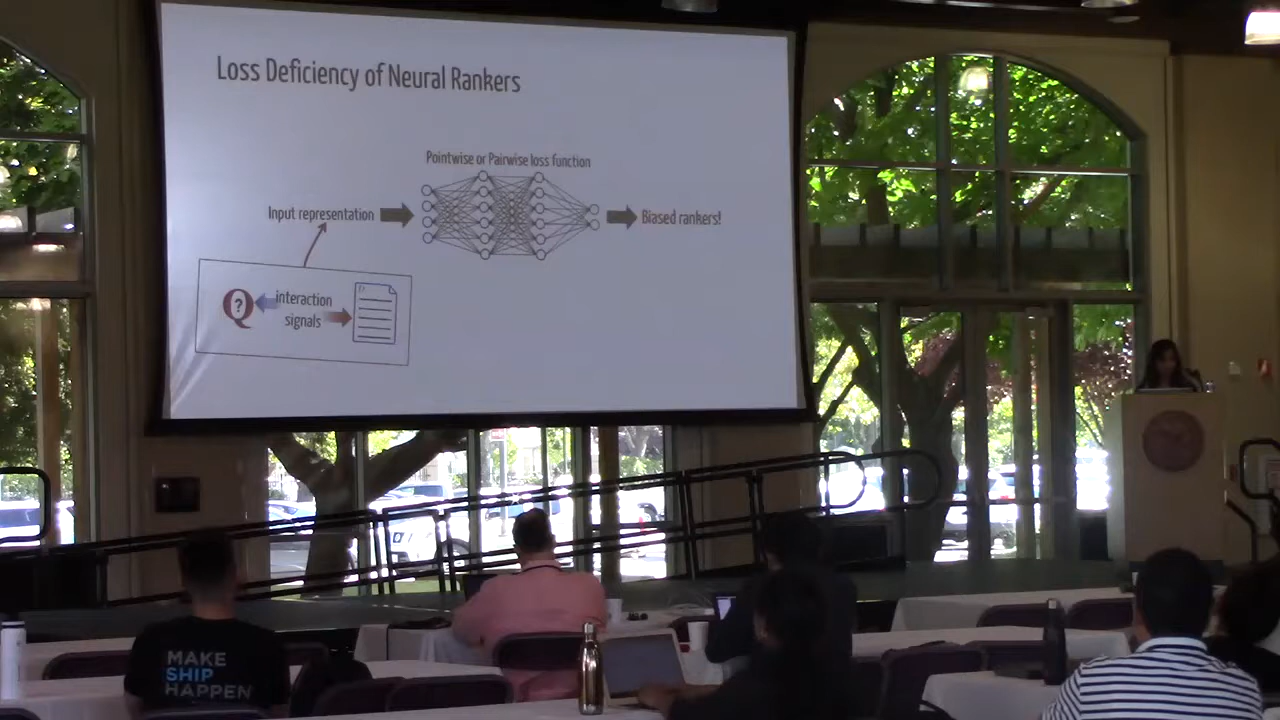 Loss Deficiency of Neural Rankers
Pointwise or Pairwise loss function
Input representation
Biased rankers!
Q
?
interaction
signals
D
MAKE
SHIP
HAPPEN